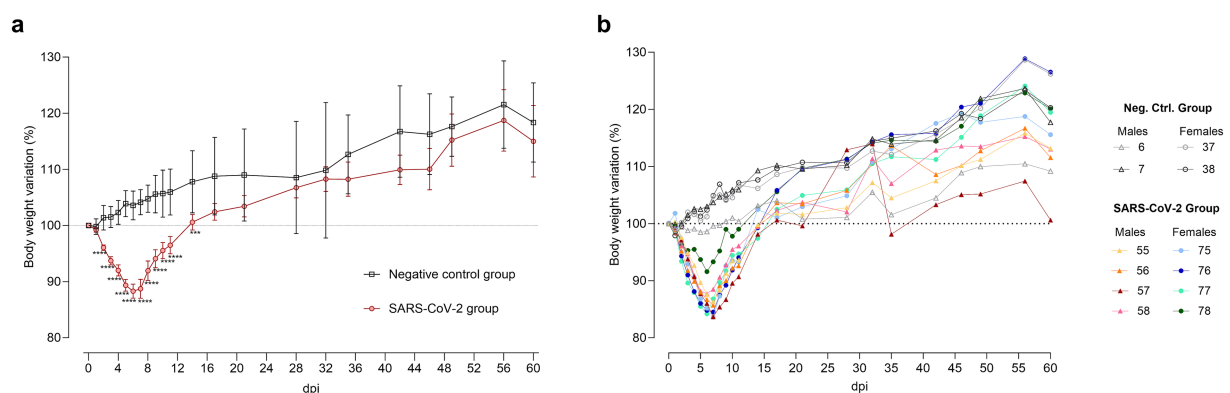 a
130
120
110
100
90
80
Body weight variation (%)
**** **** **** **** **** **** **** **** **** **** ***
Negative control group
SARS-CoV-2 group
0 4 8 12 16 20 24 28 32 36 40 44 48 52 56 60
dpi
b
130
120
110
100
90
80
Body weight variation (%)
0 5 10 15 20 25 30 35 40 45 50 55 60
dpi
Neg. Ctrl. Group
Males Females
6 37
7 38
SARS-CoV-2 Group
Males Females
55 75
56 76
57 77
58 78